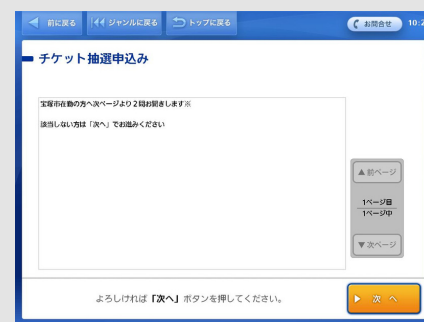 前に戻る
ジャンルに戻る
トップに戻る
お問合せ
10:2
チケット抽選申込み
宝塚市在勤の方へ次ページより2問お聞きします※
該当しない方は「次へ」でお進みください
▲前ページ
1ページ目
1ページ中
▼次ページ
よろしければ「次へ」ボタンを押してください。
次 へ